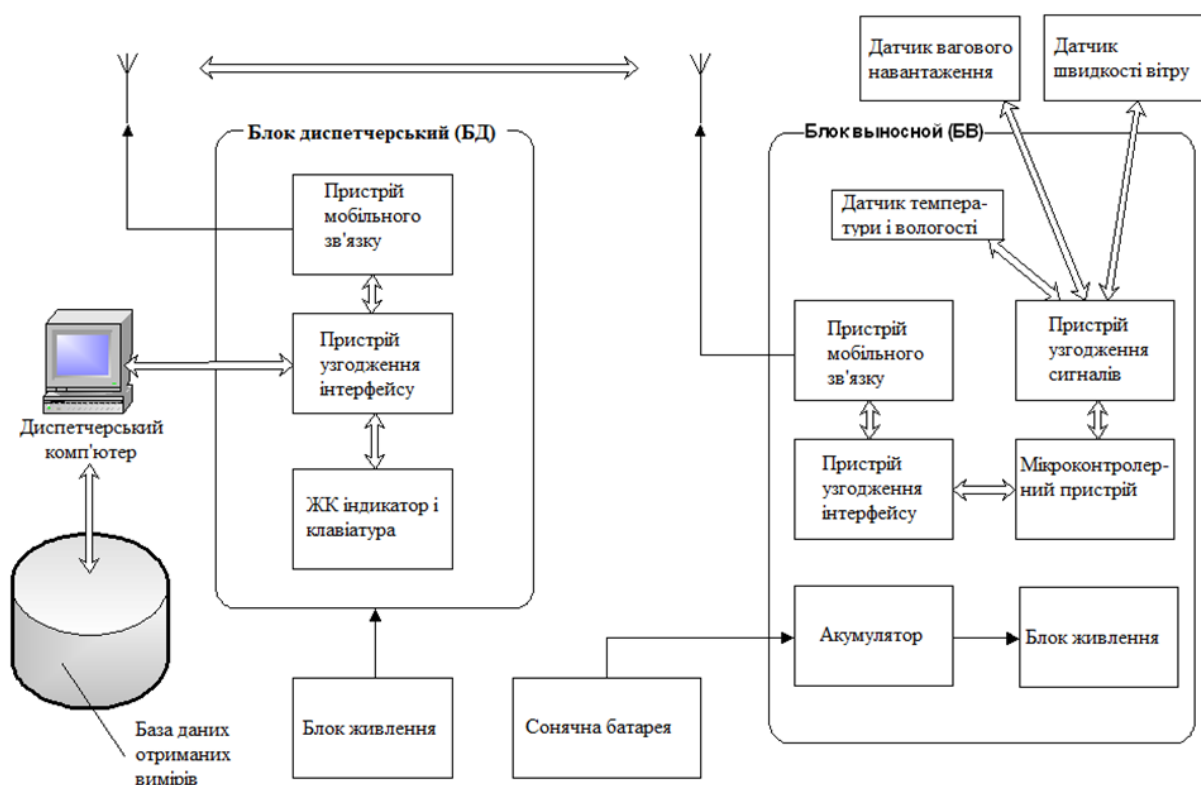 Датчик вагового
навантаження
Датчик
швидкості вітру
Блок диспетчерський (БД)
Блок выносной (БВ)
Пристрій
мобільного
зв'язку
Датчик темпера-
тури і вологості
Пристрій
узгодження
інтерфейсу
Пристрій
мобільного
зв'язку
Пристрій
узгодження
сигналів
Диспетчерський
комп'ютер
ЖК індикатор і
клавіатура
Пристрій
узгодження
інтерфейсу
Мікроконтролер-
ний пристрій
Акумулятор
Блок живлення
Блок живлення
Сонячна батарея
База даних
отриманих
вимірів